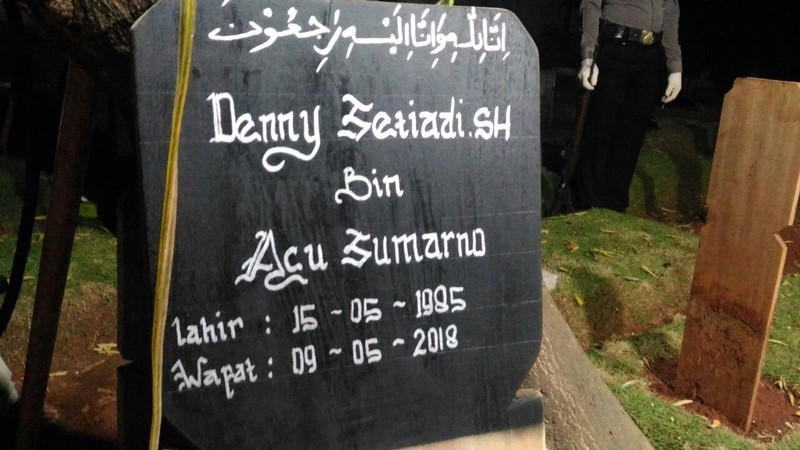 إِنَّا لِلّٰهِ وَإِنَّا إِلَيْهِ رَاجِعُوْنَ
Denny Setiadi.SH
Bin
Acu Sumarno
Lahir : 15 - 05 - 1985
Wafat : 09 - 05 - 2018